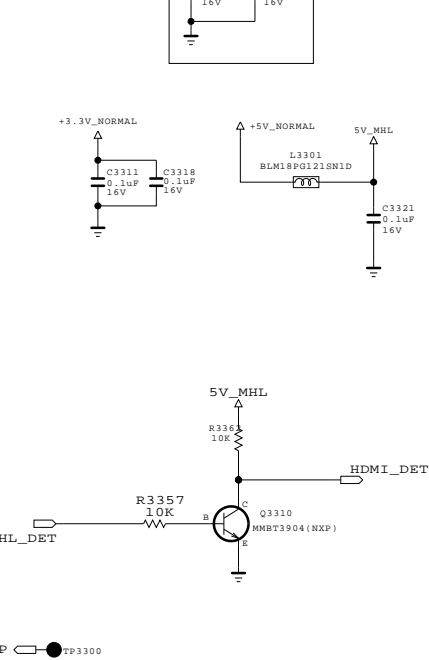 16V
16V
+3.3V_NORMAL
C3311
0.1uF
16V
C3318
0.1uF
16V
+5V_NORMAL
5V_MHL
L3301
BLM18PG121SN1D
C3321
0.1uF
16V
5V_MHL
10K
HDMI_DET
R3357
10K
B
C
E
Q3310
MMBT3904(NXP)
HL_DET
P
TP3300